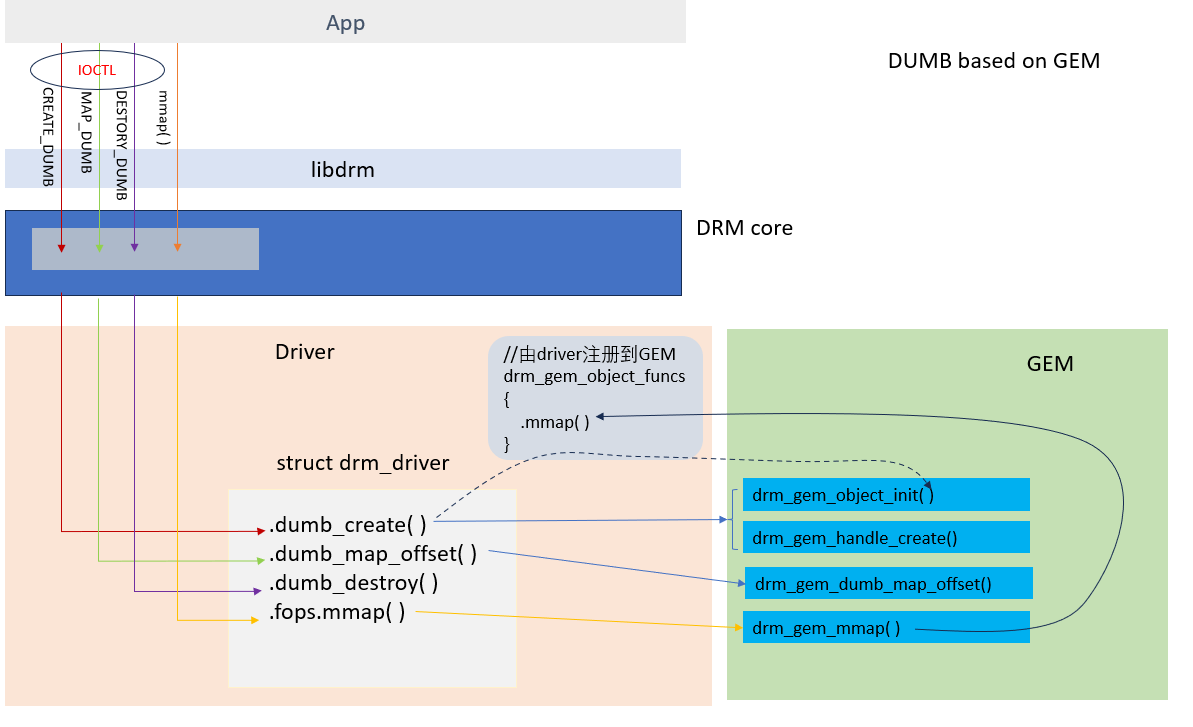 App
DUMB based on GEM
IOCTL
CREATE_DUMB
MAP_DUMB
DESTORY_DUMB
mmap( )
libdrm
DRM core
Driver
//由driver注册到GEM
drm_gem_object_funcs
{
.mmap( )
}
GEM
struct drm_driver
.dumb_create( )
.dumb_map_offset( )
.dumb_destroy( )
.fops.mmap( )
drm_gem_object_init( )
drm_gem_handle_create()
drm_gem_dumb_map_offset()
drm_gem_mmap( )